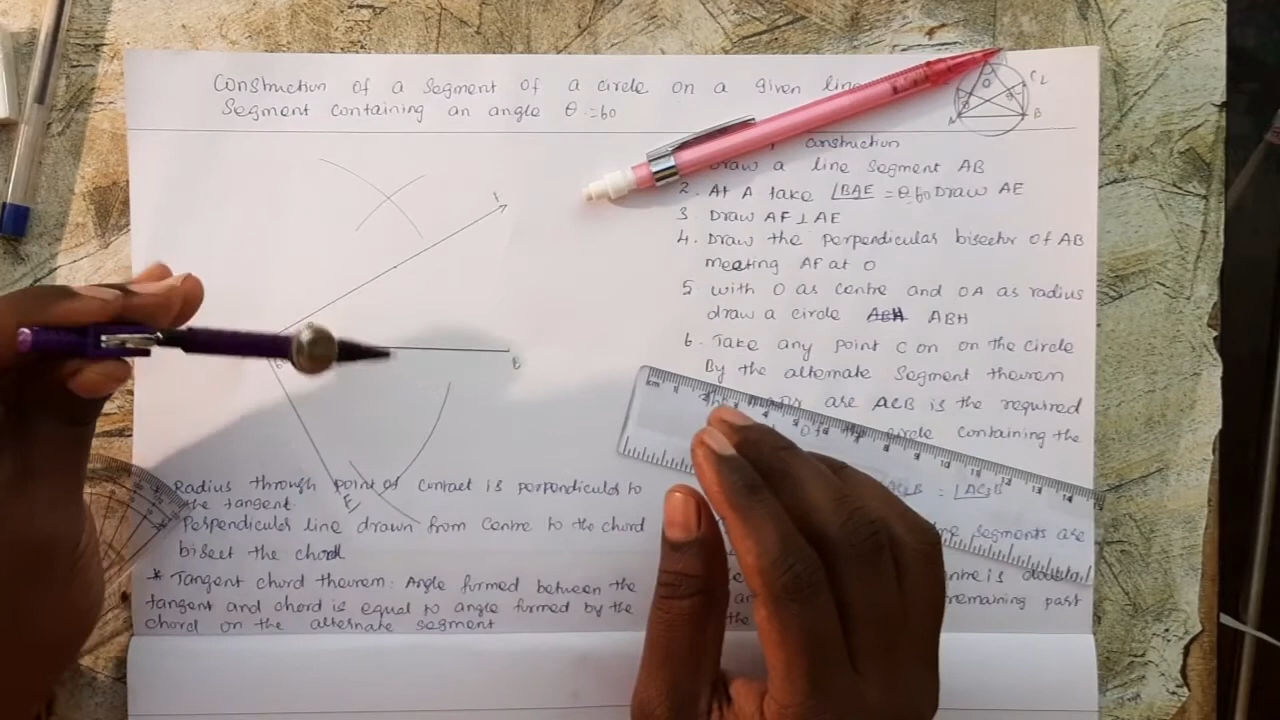 Construction of a Segment of a circle on a given line
Segment containing an angle θ = 60
construction
Draw a line segment AB
2. At A take ∠BAE = θ 60 Draw AE
3 Draw AF ⊥ AE
4. Draw the perpendicular bisector of AB
meeting AF at O
5 with O as centre and OA as radius
draw a circle ABH
6. Take any point C on on the circle
By the alternate Segment theorem
are ACB is the required
circle containing the
= ∠AC3B
segments are
remaining part
the
A
B
B
E
Radius through point of contact is perpendicular to
the tangent.
Perpendicular line drawn from centre to the chord
bisect the chord
* Tangent chord theorem: Angle formed between the
tangent and chord is equal to angle formed by the
chord on the alternate segment